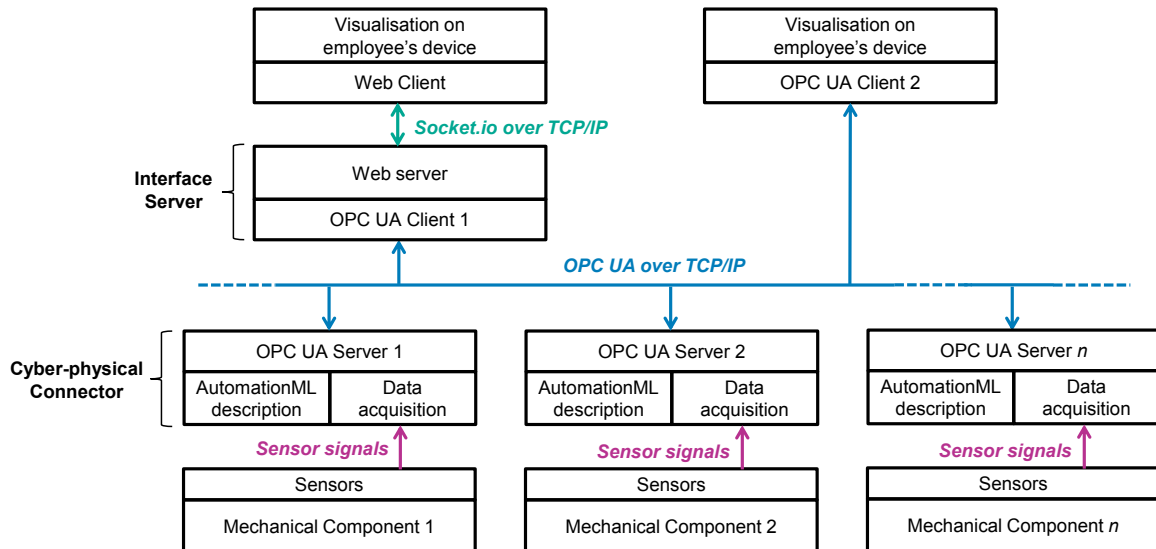 Visualisation on
employee's device
Web Client
Visualisation on
employee's device
OPC UA Client 2
Socket.io over TCP/IP
Interface
Server
Web server
OPC UA Client 1
OPC UA over TCP/IP
Cyber-physical
Connector
OPC UA Server 1
AutomationML
description
Data
acquisition
OPC UA Server 2
AutomationML
description
Data
acquisition
OPC UA Server n
AutomationML
description
Data
acquisition
Sensor signals
Sensor signals
Sensor signals
Sensors
Mechanical Component 1
Sensors
Mechanical Component 2
Sensors
Mechanical Component n